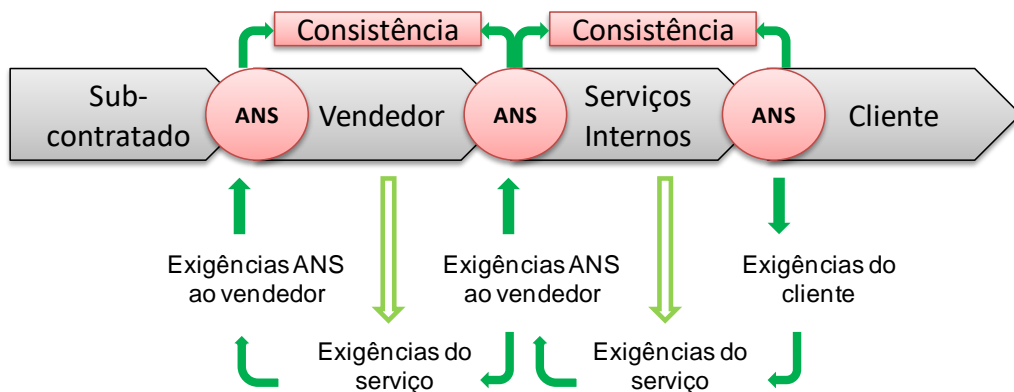 Consistência
Consistência
Sub-
contratado
ANS
Vendedor
ANS
Serviços
Internos
ANS
Cliente
Exigências ANS
ao vendedor
Exigências ANS
ao vendedor
Exigências do
cliente
Exigências do
serviço
Exigências do
serviço